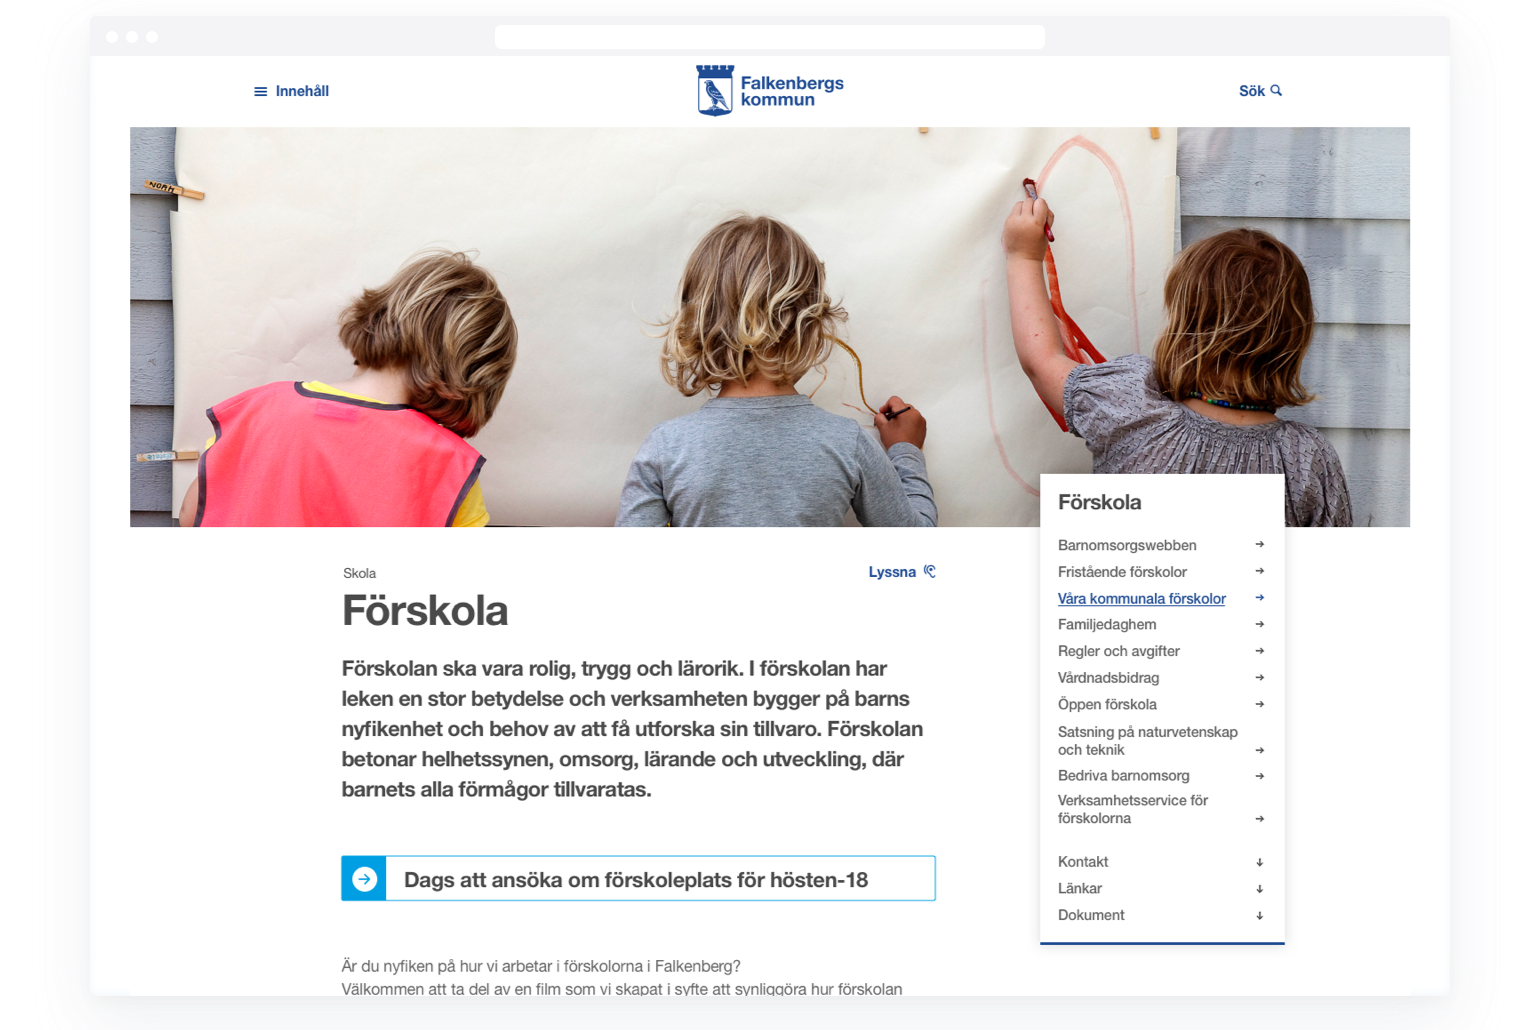 Innehåll
Falkenbergs
kommun
Sök
NOAH
Skola
Lyssna
Förskola
Förskolan ska vara rolig, trygg och lärorik. I förskolan har
leken en stor betydelse och verksamheten bygger på barns
nyfikenhet och behov av att få utforska sin tillvaro. Förskolan
betonar helhetssynen, omsorg, lärande och utveckling, där
barnets alla förmågor tillvaratas.
Dags att ansöka om förskoleplats för hösten-18
Är du nyfiken på hur vi arbetar i förskolorna i Falkenberg?
Välkommen att ta del av en film som vi skapat i syfte att synliggöra hur förskolan
Förskola
Barnomsorgswebben
Fristående förskolor
Våra kommunala förskolor
Familjedaghem
Regler och avgifter
Vårdnadsbidrag
Öppen förskola
Satsning på naturvetenskap
och teknik
Bedriva barnomsorg
Verksamhetsservice för
förskolorna
Kontakt
Länkar
Dokument